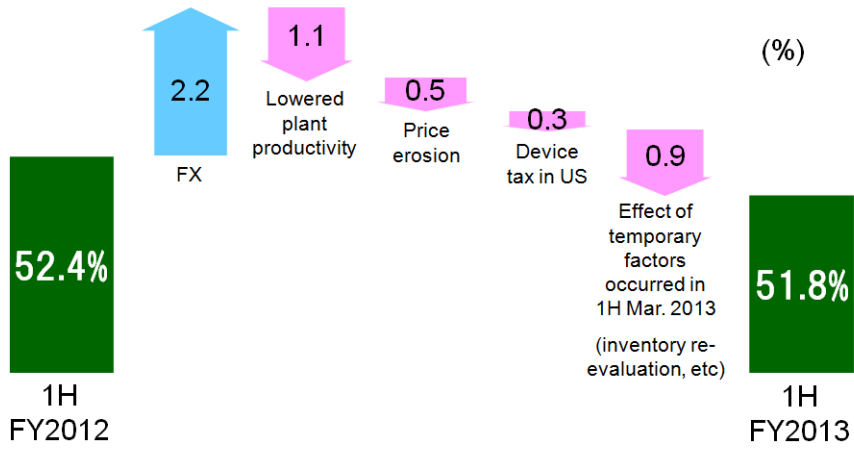 (%)
2.2
FX
1.1
Lowered
plant
productivity
0.5
Price
erosion
0.3
Device
tax in US
0.9
Effect of
temporary
factors
occurred in
1H Mar. 2013
(inventory re-
evaluation, etc)
52.4%
1H
FY2012
51.8%
1H
FY2013